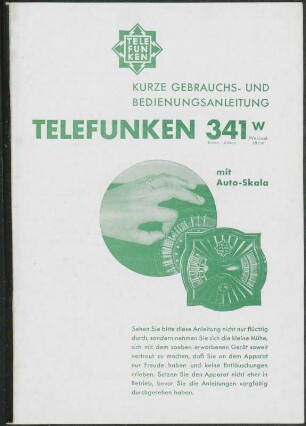 TELE
FUN
KEN
KURZE GEBRAUCHS- UND
BEDIENUNGSANLEITUNG
TELEFUNKEN 341 W
mit
Auto-Skala
Sehen Sie bitte diese Anleitung nicht nur flüchtig
durch, sondern nehmen Sie sich die kleine Mühe,
sich mit dem soeben erworbenen Gerät soweit
vertraut zu machen, daß Sie an dem Apparat
nur Freude haben und keine Enttäuschungen
erleben. Setzen Sie den Apparat nicht eher in
Betrieb, bevor Sie die Anleitungen sorgfältig
durchgelesen haben.